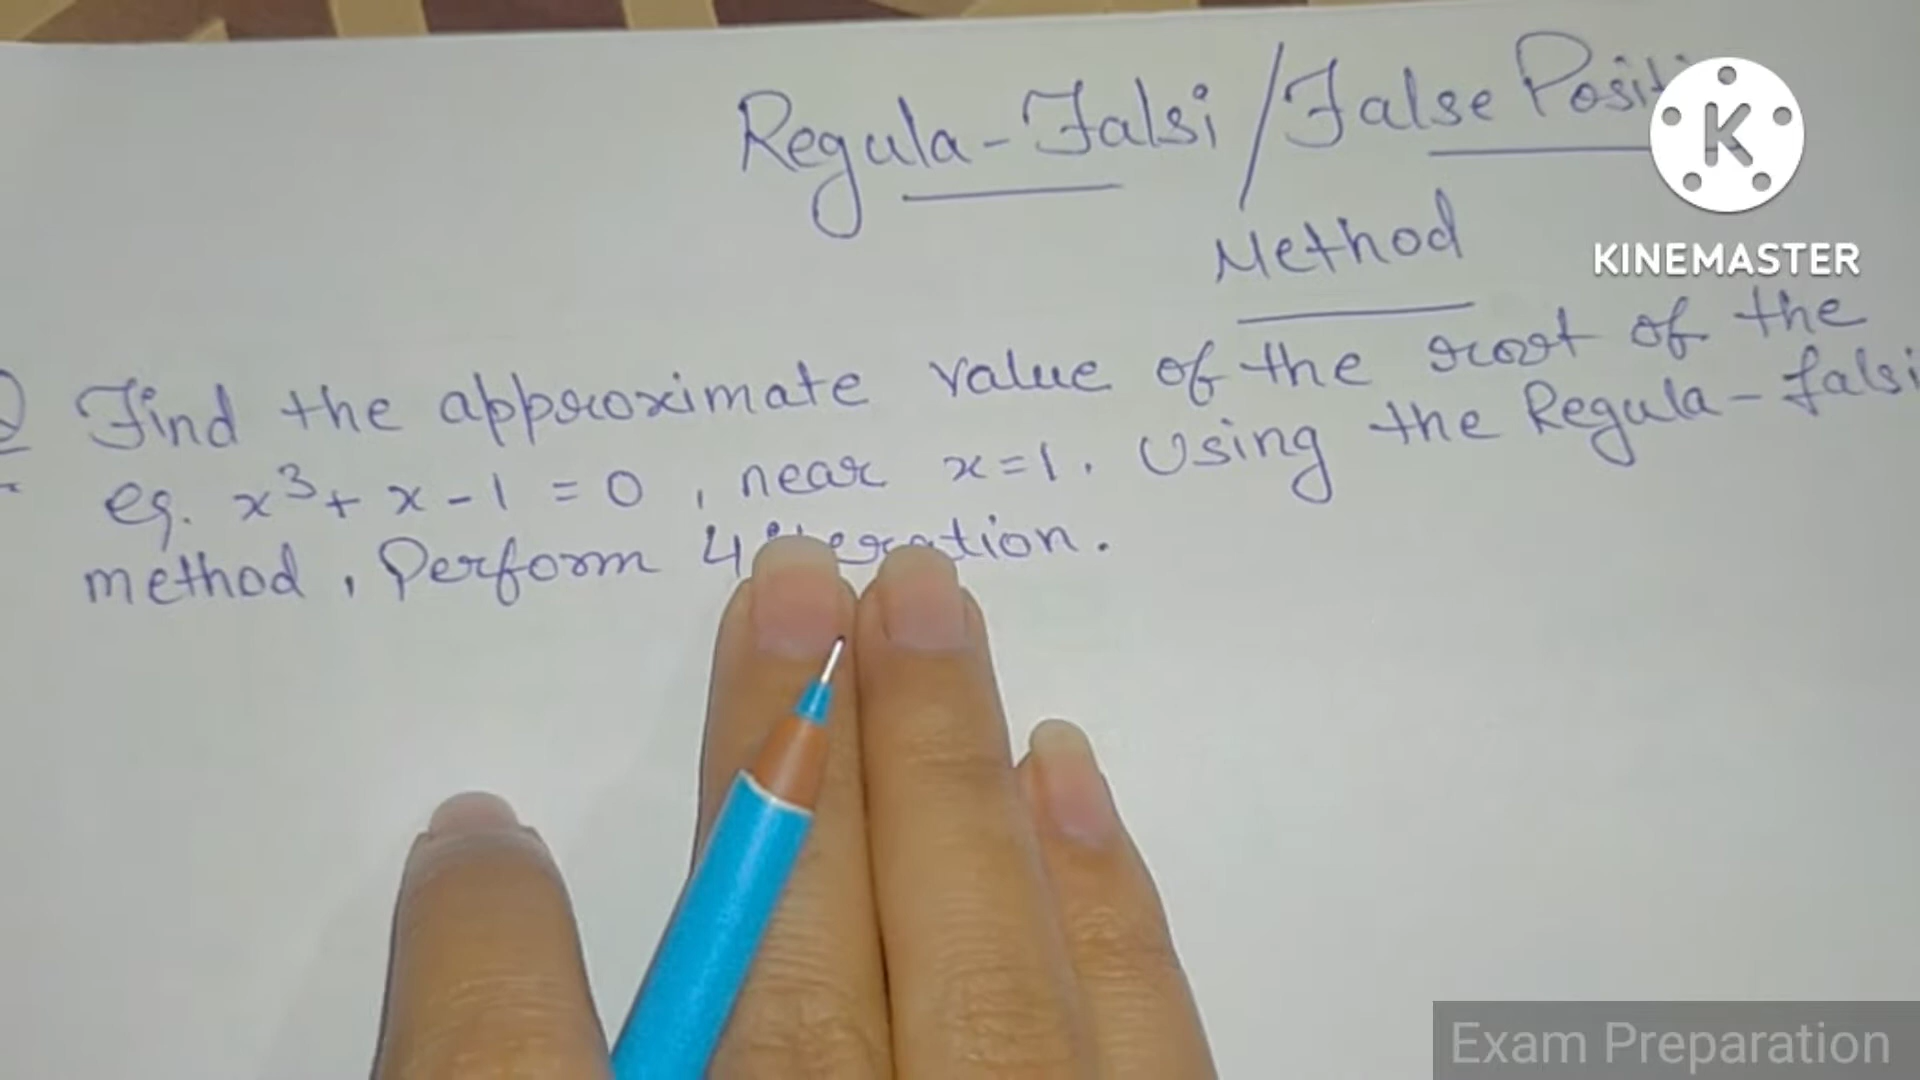 Regula-Falsi / False
Method
KINEMASTER
Find the approximate value of the root of the
eq. x³ + x - 1 = 0, near x = 1. Using the Regula-falsi
method, Perform 4 iteration.
Exam Preparation